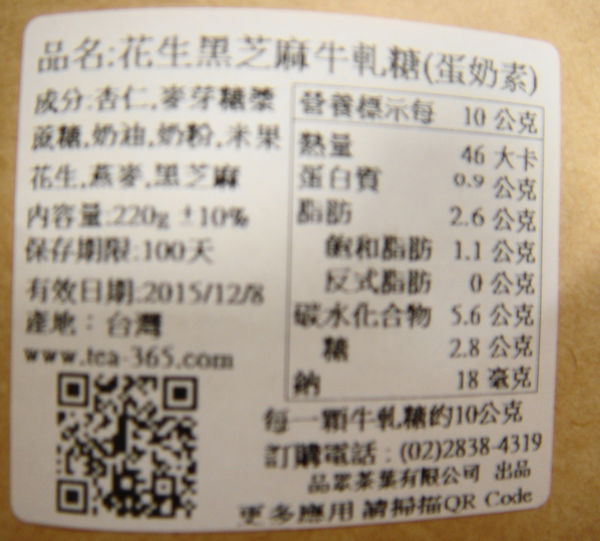 品名:花生黑芝麻牛軋糖(蛋奶素)
成分:杏仁,麥芽糖漿
蔗糖,奶油,奶粉,米果
花生,燕麥,黑芝麻
內容量:220g ±10%
保存期限:100天
有效日期:2015/12/8
產地：台灣
www.tea-365.com
營養標示每 10 公克
熱量 46 大卡
蛋白質 0.9 公克
脂肪 2.6 公克
飽和脂肪 1.1 公克
反式脂肪 0 公克
碳水化合物 5.6 公克
糖 2.8 公克
鈉 18 毫克
每一顆牛軋糖約10公克
訂購電話：(02)2838-4319
品眾茶葉有限公司 出品
更多應用 請掃描QR Code